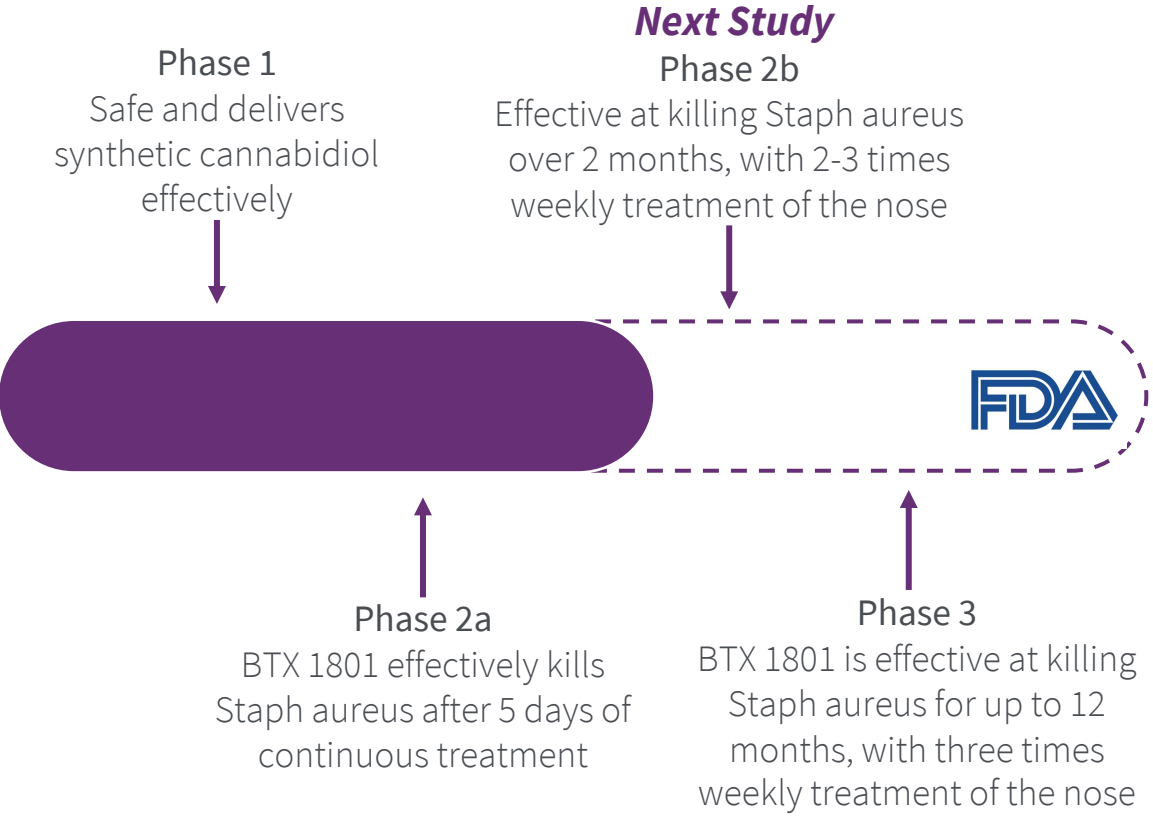 Next Study
Phase 1
Safe and delivers
synthetic cannabidiol
effectively
Phase 2b
Effective at killing Staph aureus
over 2 months, with 2-3 times
weekly treatment of the nose
FDA
Phase 2a
BTX 1801 effectively kills
Staph aureus after 5 days of
continuous treatment
Phase 3
BTX 1801 is effective at killing
Staph aureus for up to 12
months, with three times
weekly treatment of the nose